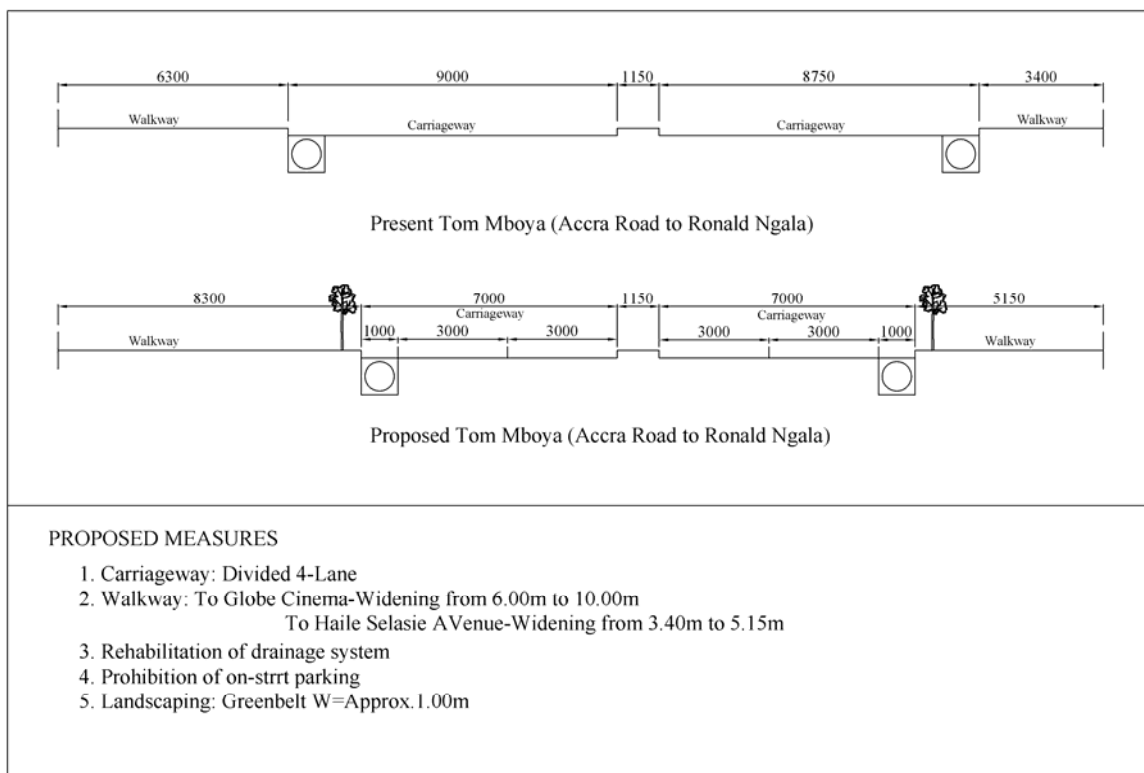 6300 9000 1150 8750 3400
Walkway Carriageway Carriageway Walkway
Present Tom Mboya (Accra Road to Ronald Ngala)
8300 7000 1150 7000 5150
Carriageway Carriageway
1000 3000 3000 3000 3000 1000
Walkway Walkway
Proposed Tom Mboya (Accra Road to Ronald Ngala)
PROPOSED MEASURES
1. Carriageway: Divided 4-Lane
2. Walkway: To Globe Cinema-Widening from 6.00m to 10.00m
To Haile Selasie AVenue-Widening from 3.40m to 5.15m
3. Rehabilitation of drainage system
4. Prohibition of on-strrt parking
5. Landscaping: Greenbelt W=Approx.1.00m